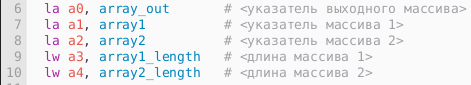 6 la a0, array_out # <указатель выходного массива>
7 la a1, array1 # <указатель массива 1>
8 la a2, array2 # <указатель массива 2>
9 lw a3, array1_length # <длина массива 1>
10 lw a4, array2_length # <длина массива 2>